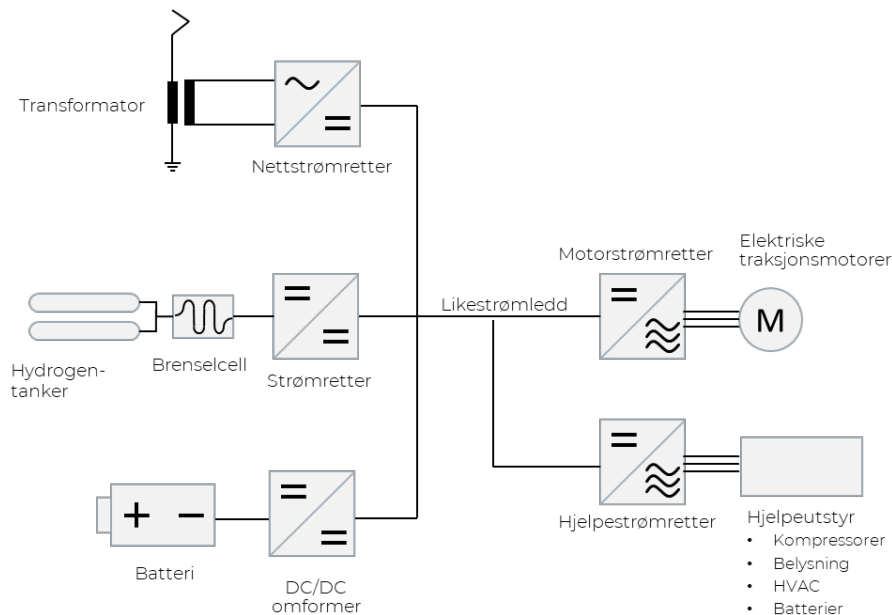 Transformator
Nettstrømretter
Motorstrømretter
Elektriske
traksjonsmotorer
Likestrømledd
M
Hydrogen-
tanker
Brenselcell
Strømretter
Hjelpestrømretter
Hjelpeutstyr
• Kompressorer
• Belysning
• HVAC
• Batterier
Batteri
DC/DC
omformer